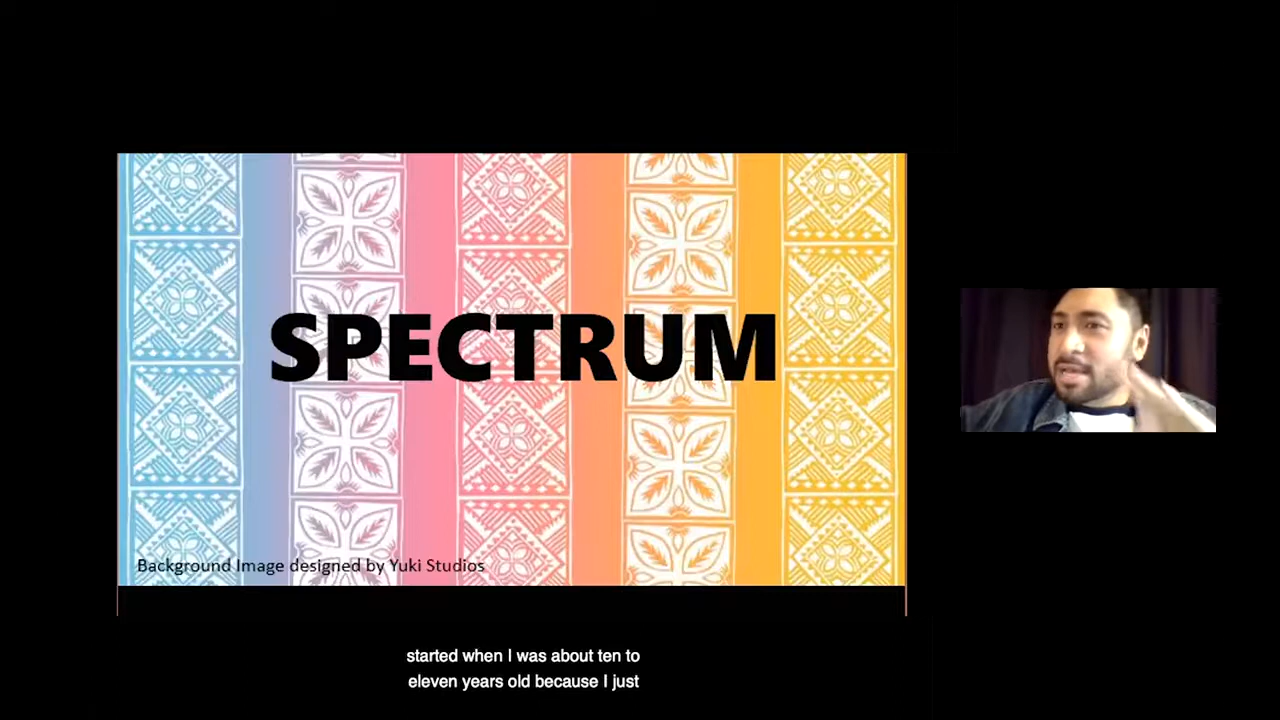 SPECTRUM
Background Image designed by Yuki Studios
started when I was about ten to
eleven years old because I just